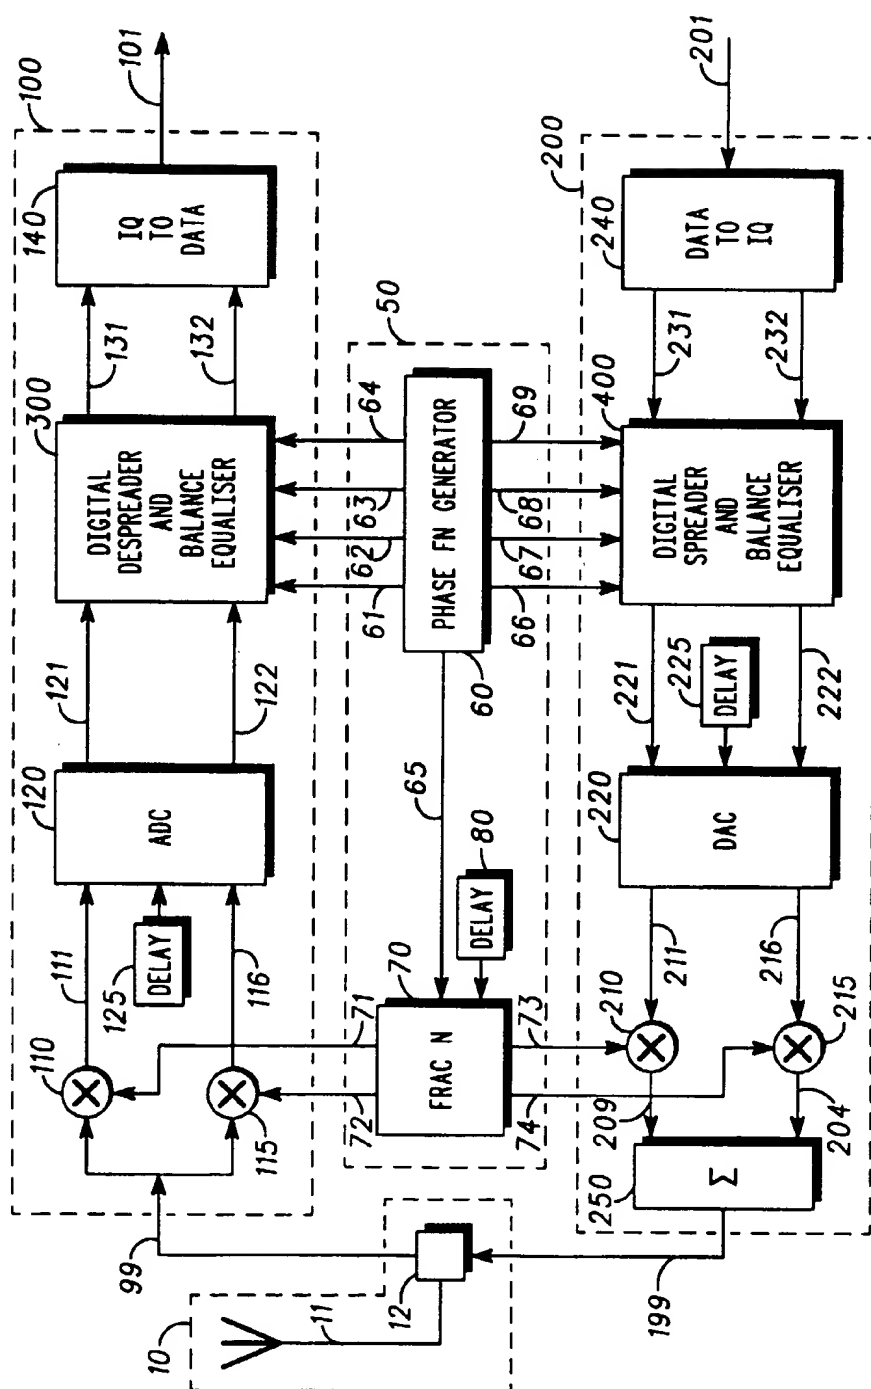 100
101
140
IQ
TO
DATA
131
132
300
DIGITAL
DESPREADER
AND
BALANCE
EQUALISER
121
122
120
ADC
111
125
DELAY
116
110
115
99
50
64
63
62
61
69
68
67
66
PHASE FN GENERATOR
60
65
80
DELAY
70
FRAC N
71
72
73
74
10
11
12
199
200
201
240
DATA
TO
IQ
231
232
400
DIGITAL
SPREADER
AND
BALANCE
EQUALISER
221
225
DELAY
222
220
DAC
211
216
210
215
209
204
250
Σ